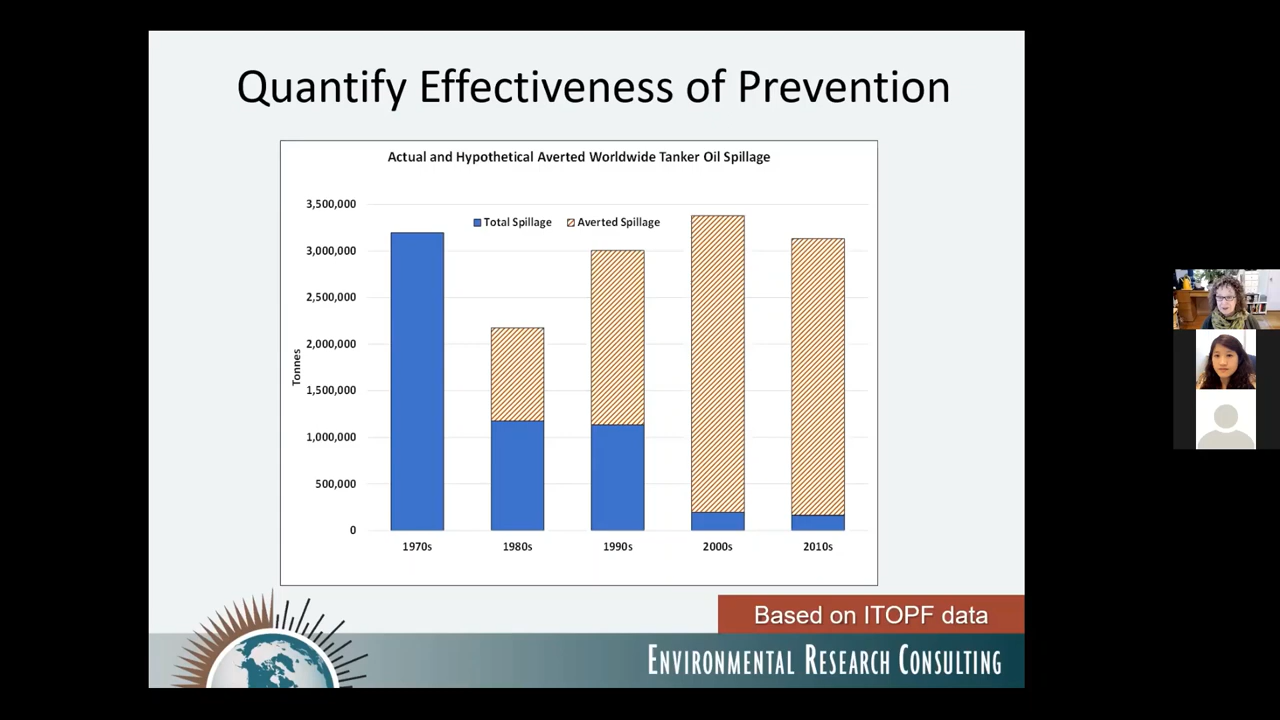 Quantify Effectiveness of Prevention
Actual and Hypothetical Averted Worldwide Tanker Oil Spillage
Total Spillage
Averted Spillage
3,500,000
3,000,000
2,500,000
2,000,000
1,500,000
1,000,000
500,000
0
Tonnes
1970s
1980s
1990s
2000s
2010s
Based on ITOPF data
ENVIRONMENTAL RESEARCH CONSULTING